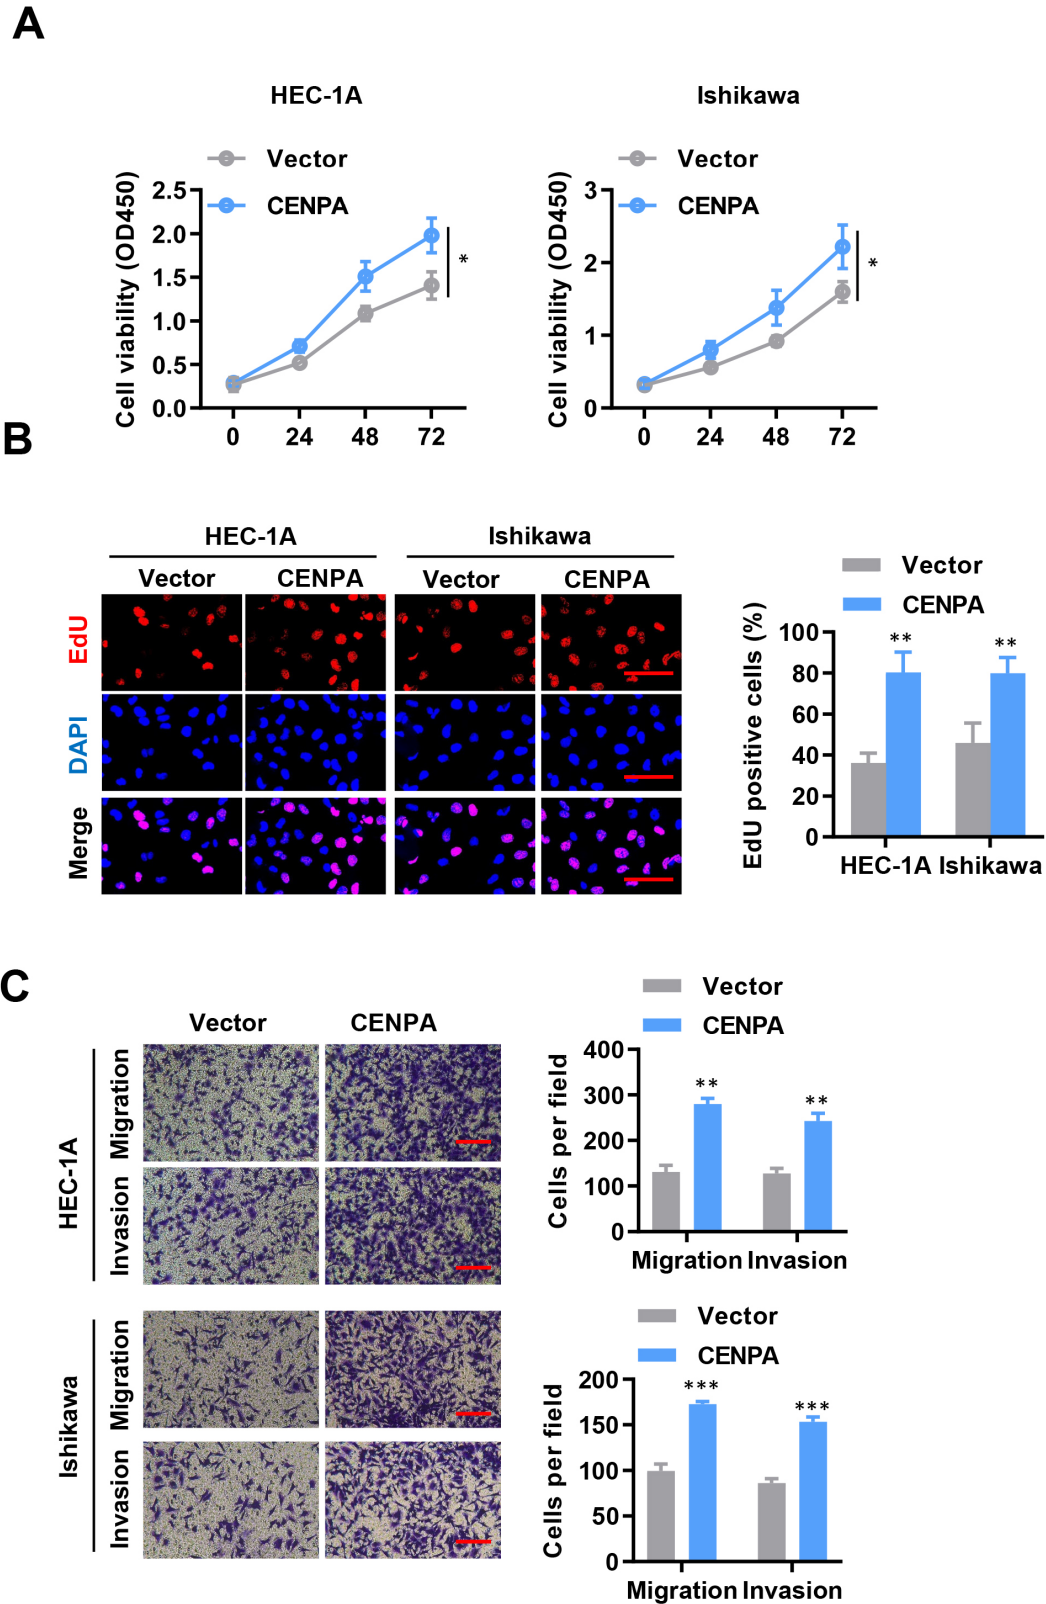 A
HEC-1A
Vector
CENPA
Cell viability (OD450)
2.5
2.0
1.5
1.0
0.5
0.0
0 24 48 72
*
Ishikawa
Vector
CENPA
Cell viability (OD450)
3
2
1
0
0 24 48 72
*
B
HEC-1A Ishikawa
Vector CENPA Vector CENPA
EdU
DAPI
Merge
Vector
CENPA
EdU positive cells (%)
100
80
60
40
20
0
** **
HEC-1A Ishikawa
C
Vector CENPA
HEC-1A
Migration
Invasion
Ishikawa
Migration
Invasion
Vector
CENPA
Cells per field
400
300
200
100
0
** **
Migration Invasion
Vector
CENPA
Cells per field
200
150
100
50
0
*** ***
Migration Invasion